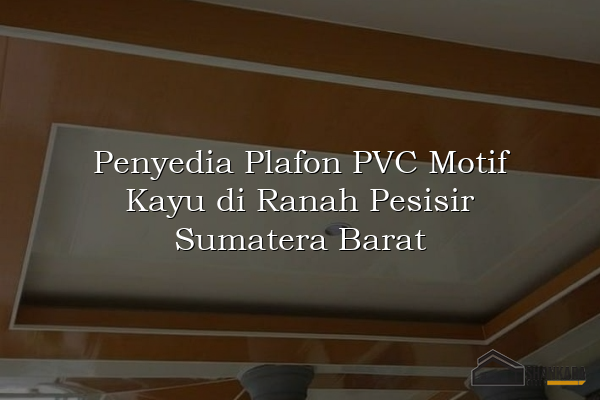 Penyedia Plafon PVC Motif
Kayu di Ranah Pesisir
Sumatera Barat